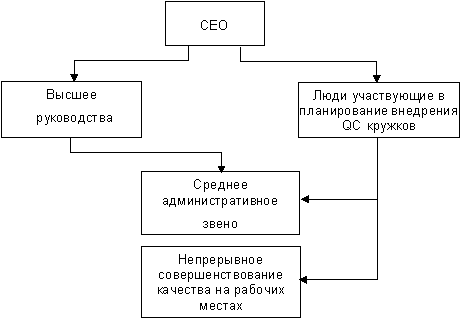 CEO
Высшее
руководства
Люди участвующие в
планирование внедрения
QC кружков
Среднее
административное
звено
Непрерывное
совершенствование
качества на рабочих
местах